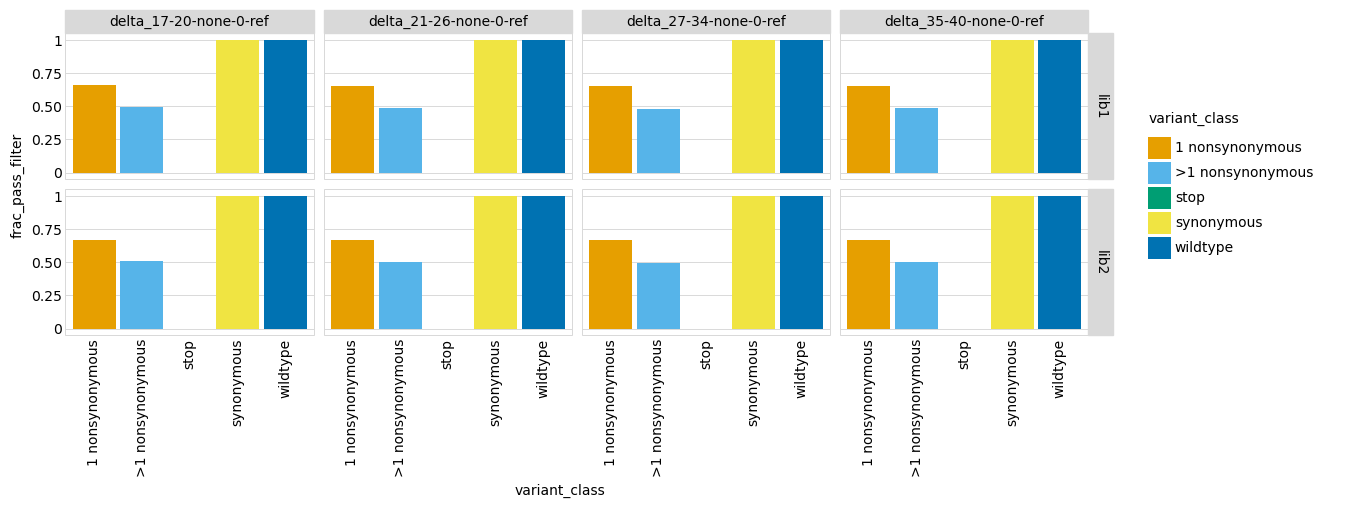 delta_17-20-none-0-ref
delta_21-26-none-0-ref
delta_27-34-none-0-ref
delta_35-40-none-0-ref
frac_pass_filter
1
0.75
0.50
0.25
0
lib1
1
0.75
0.50
0.25
0
lib2
1 nonsynonymous
>1 nonsynonymous
stop
synonymous
wildtype
1 nonsynonymous
>1 nonsynonymous
stop
synonymous
wildtype
1 nonsynonymous
>1 nonsynonymous
stop
synonymous
wildtype
1 nonsynonymous
>1 nonsynonymous
stop
synonymous
wildtype
variant_class
variant_class
1 nonsynonymous
>1 nonsynonymous
stop
synonymous
wildtype